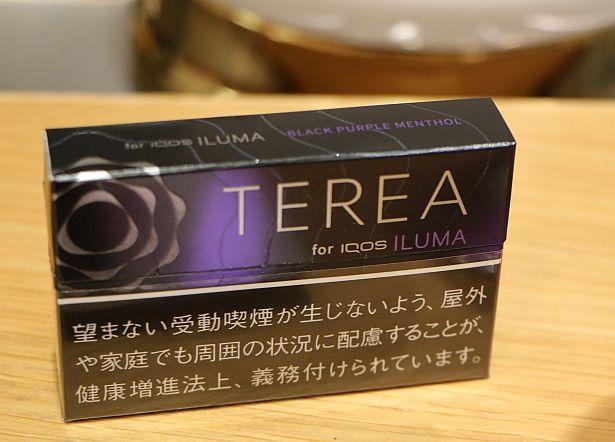 for IQOS ILUMA BLACK PURPLE MENTHOL
TEREA
for IQOS ILUMA
望まない受動喫煙が生じないよう、屋外
や家庭でも周囲の状況に配慮することが、
健康増進法上、義務付けられています。